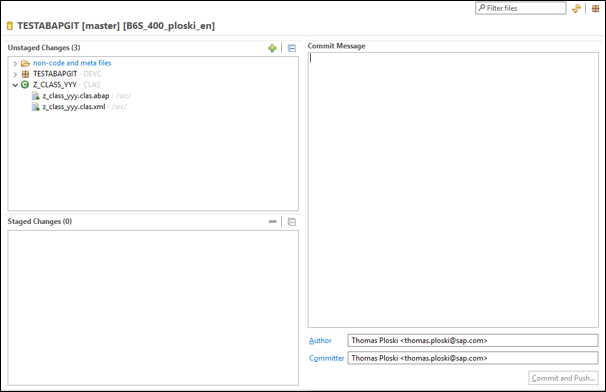 Filter files
TESTABAPGIT [master] [B6S_400_ploski_en]
Unstaged Changes (3)
non-code and meta files
TESTABAPGIT - DEVC
Z_CLASS_YYY - CLAS
z_class_yyy.clas.abap - /src/
z_class_yyy.clas.xml - /src/
Staged Changes (0)
Commit Message
Author Thomas Ploski <thomas.ploski@sap.com>
Committer Thomas Ploski <thomas.ploski@sap.com>
Commit and Push...